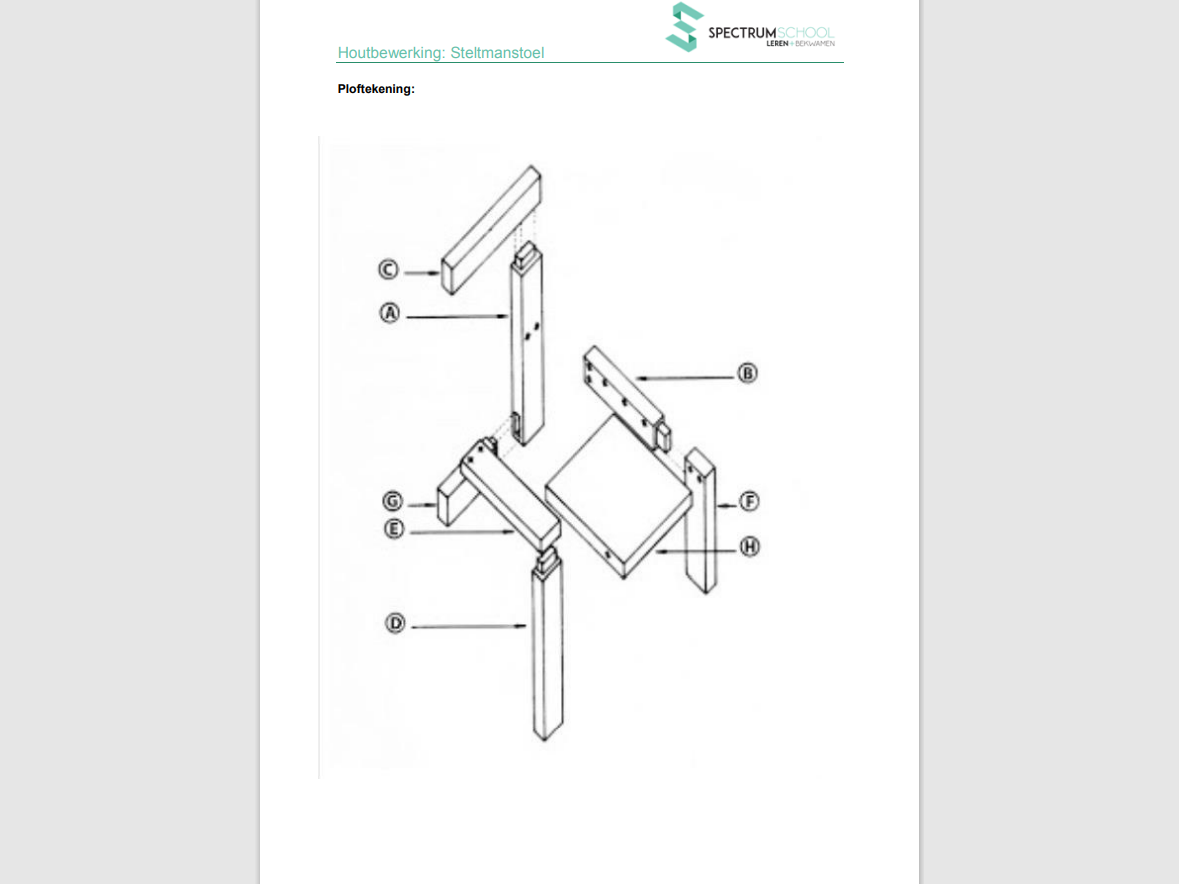 SPECTRUMSCHOOL
LEREN+BEKWAMEN
Houtbewerking: Steltmanstoel
Ploftekening:
C
A
B
G
F
E
H
D